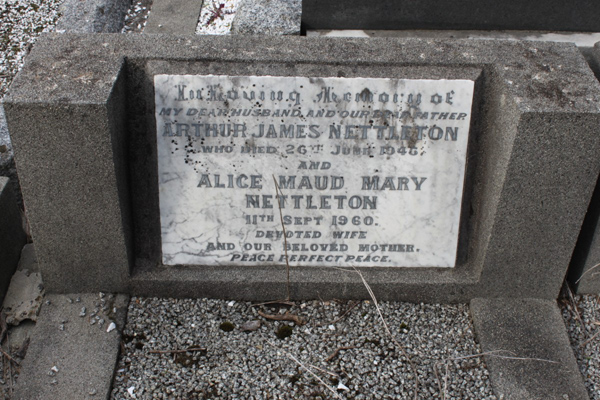 In Loving Memory of
MY DEAR HUSBAND, AND OUR DEAR FATHER
ARTHUR JAMES NETTLETON
WHO DIED 26TH JUNE 1946.
AND
ALICE MAUD MARY
NETTLETON
11TH SEPT 1960.
DEVOTED WIFE
AND OUR BELOVED MOTHER.
PEACE PERFECT PEACE.